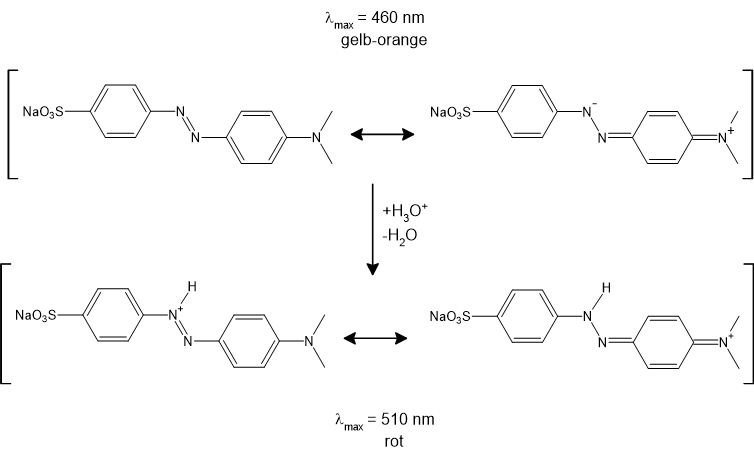 λmax = 460 nm
gelb-orange
NaO₃S N N N NaO₃S N⁻ N N⁺
+H₃O⁺
-H₂O
NaO₃S H N⁺ N N NaO₃S H N N N⁺
λmax = 510 nm
rot